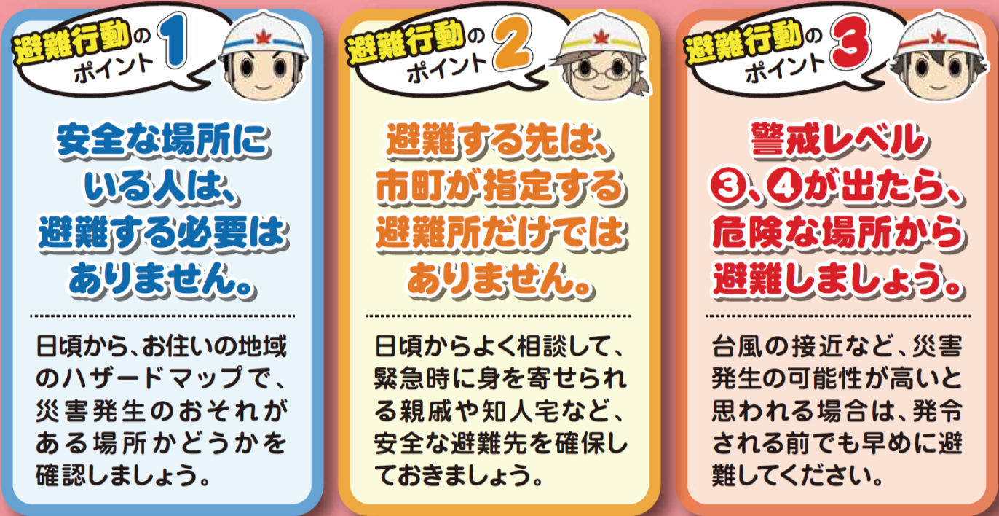 避難行動の
ポイント1
安全な場所に
いる人は、
避難する必要は
ありません。
日頃から、お住いの地域
のハザードマップで、
災害発生のおそれが
ある場所かどうかを
確認しましょう。
避難行動の
ポイント2
避難する先は、
市町が指定する
避難所だけでは
ありません。
日頃からよく相談して、
緊急時に身を寄せられ
る親戚や知人宅など、
安全な避難先を確保し
ておきましょう。
避難行動の
ポイント3
警戒レベル
❸、❹が出たら、
危険な場所から
避難しましょう。
台風の接近など、災害
発生の可能性が高いと
思われる場合は、発令
される前でも早めに避
難してください。